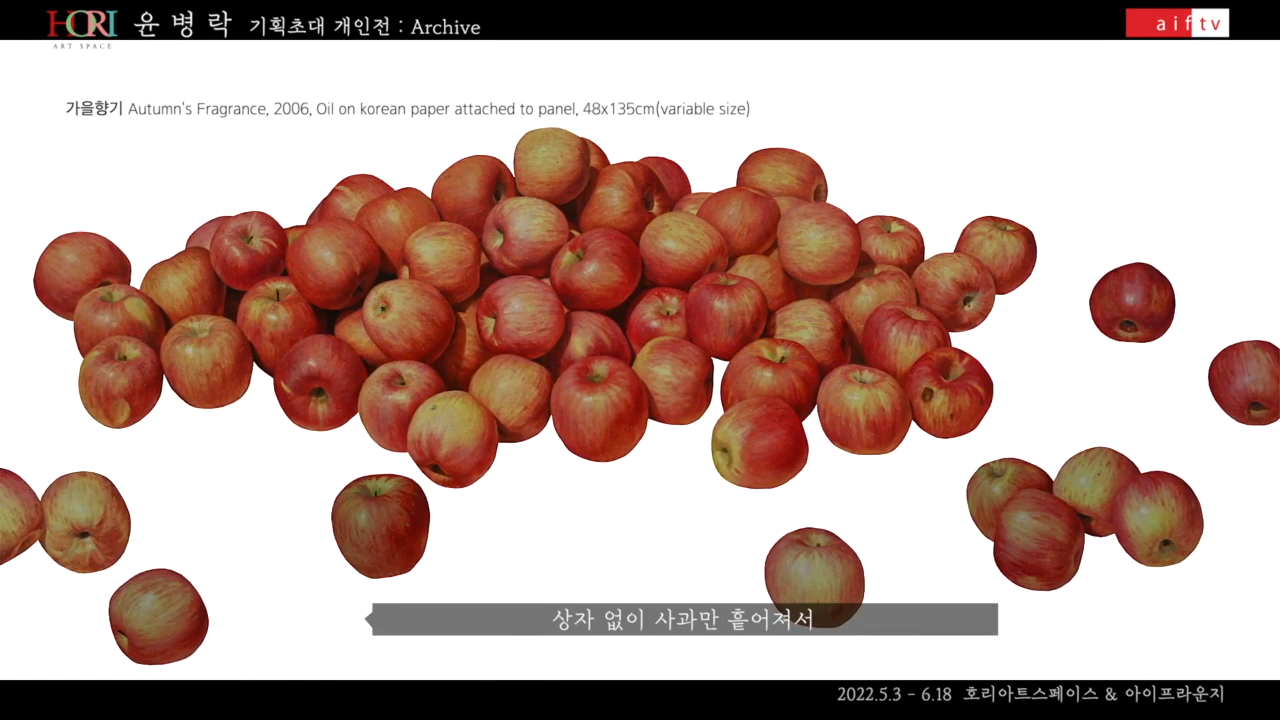 HORI
ART SPACE
윤병락 기획초대 개인전 : Archive
aiftv
가을향기 Autumn's Fragrance, 2006, Oil on korean paper attached to panel, 48x135cm(variable size)
상자 없이 사과만 흩어져서
2022.5.3 - 6.18 호리아트스페이스 & 아이프라운지